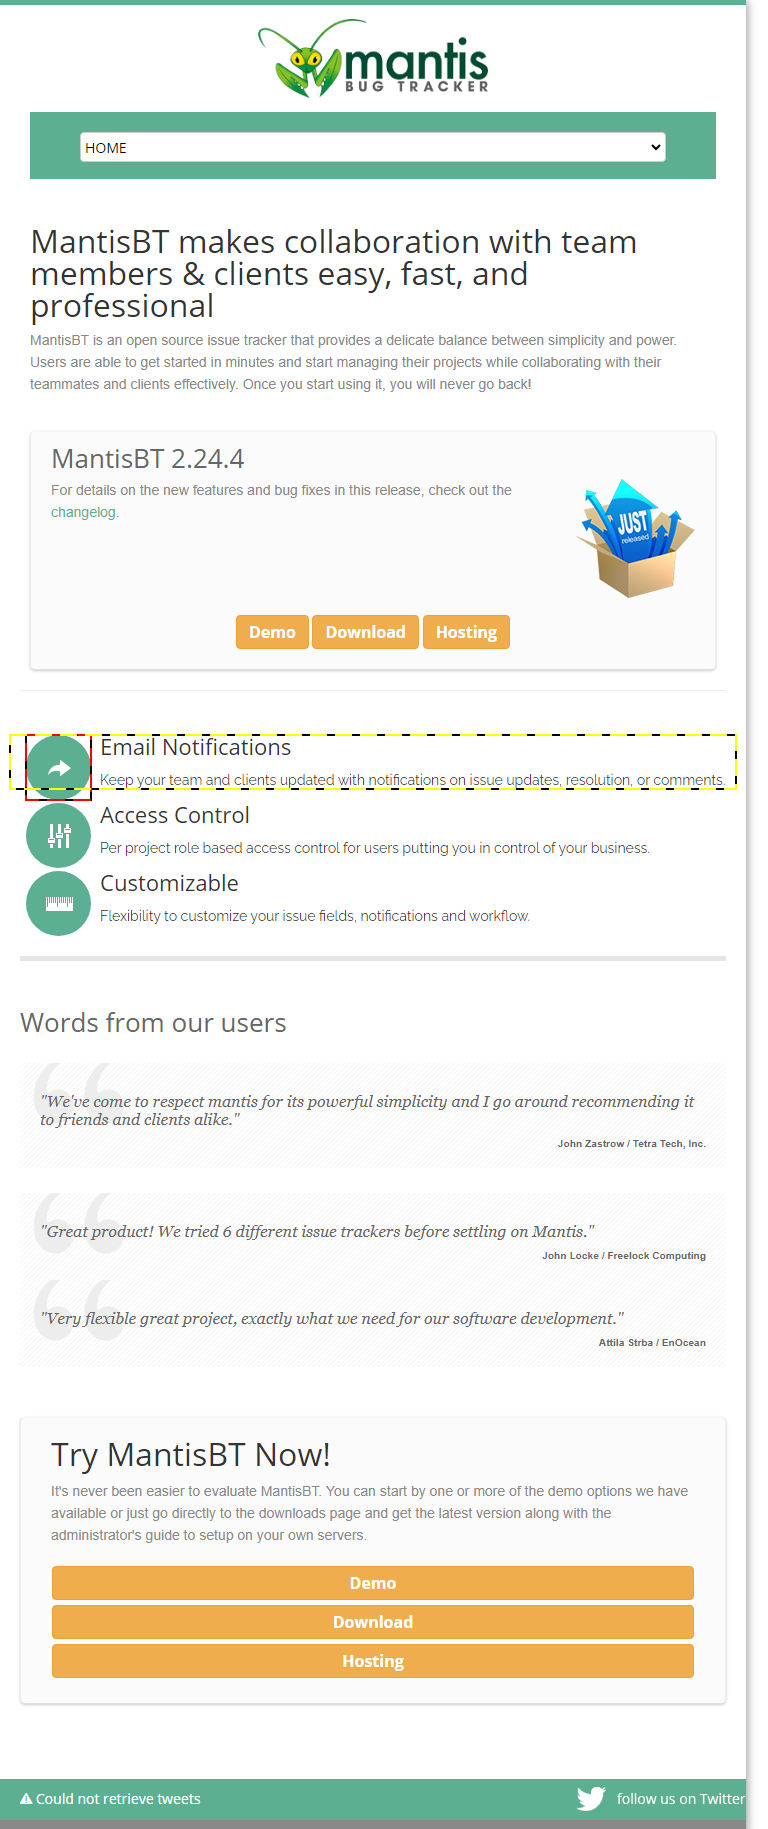 mantis
BUG TRACKER
HOME
MantisBT makes collaboration with team
members & clients easy, fast, and
professional
MantisBT is an open source issue tracker that provides a delicate balance between simplicity and power.
Users are able to get started in minutes and start managing their projects while collaborating with their
teammates and clients effectively. Once you start using it, you will never go back!
MantisBT 2.24.4
For details on the new features and bug fixes in this release, check out the
changelog.
JUST
released
Demo Download Hosting
Email Notifications
Keep your team and clients updated with notifications on issue updates, resolution, or comments.
Access Control
Per project role based access control for users putting you in control of your business.
Customizable
Flexibility to customize your issue fields, notifications and workflow.
Words from our users
"We've come to respect mantis for its powerful simplicity and I go around recommending it
to friends and clients alike."
John Zastrow / Tetra Tech, Inc.
"Great product! We tried 6 different issue trackers before settling on Mantis."
John Locke / Freelock Computing
"Very flexible great project, exactly what we need for our software development."
Attila Strba / EnOcean
Try MantisBT Now!
It's never been easier to evaluate MantisBT. You can start by one or more of the demo options we have
available or just go directly to the downloads page and get the latest version along with the
administrator's guide to setup on your own servers.
Demo
Download
Hosting
Could not retrieve tweets
follow us on Twitter